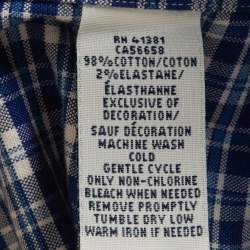 RN 41381
CA56658
98%COTTON/COTON
2%ELASTANE/
ÉLASTHANNE
EXCLUSIVE OF
DECORATION/
SAUF DÉCORATION
MACHINE WASH
COLD
GENTLE CYCLE
ONLY NON-CHLORINE
BLEACH WHEN NEEDED
REMOVE PROMPTLY
TUMBLE DRY LOW
WARM IRON IF NEEDED